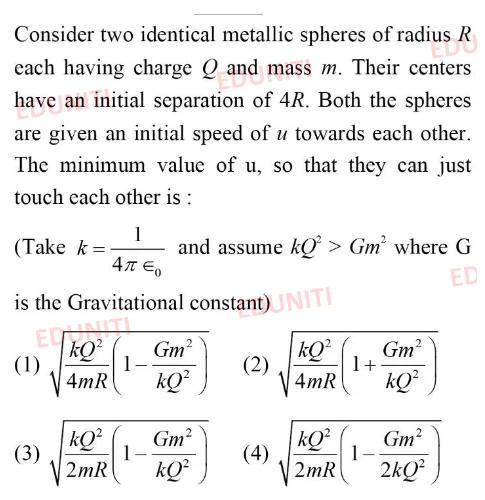 Consider two identical metallic spheres of radius R
each having charge Q and mass m. Their centers
have an initial separation of 4R. Both the spheres
are given an initial speed of u towards each other.
The minimum value of u, so that they can just
touch each other is :
(Take k = 1/(4π ∈₀) and assume kQ² > Gm² where G
is the Gravitational constant)
(1) √(kQ²/4mR (1 − Gm²/kQ²)) (2) √(kQ²/4mR (1 + Gm²/kQ²))
(3) √(kQ²/2mR (1 − Gm²/kQ²)) (4) √(kQ²/2mR (1 − Gm²/2kQ²))
EDU
EDUNITI
EDUNITI
ED
EDUNITI
EDUNITI